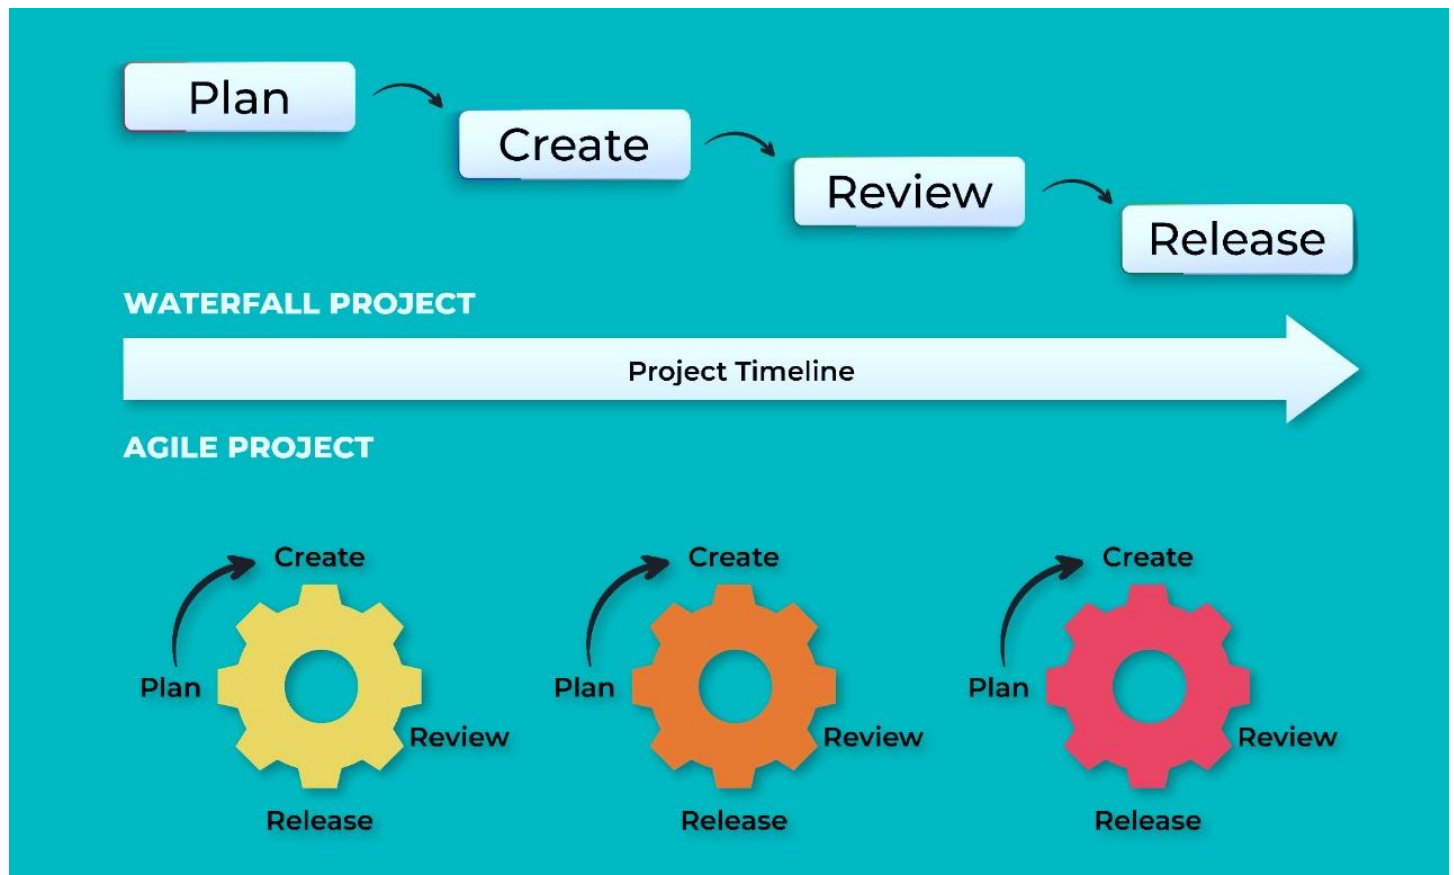 Plan
Create
Review
Release
WATERFALL PROJECT
Project Timeline
AGILE PROJECT
Create
Plan
Review
Release
Create
Plan
Review
Release
Create
Plan
Review
Release